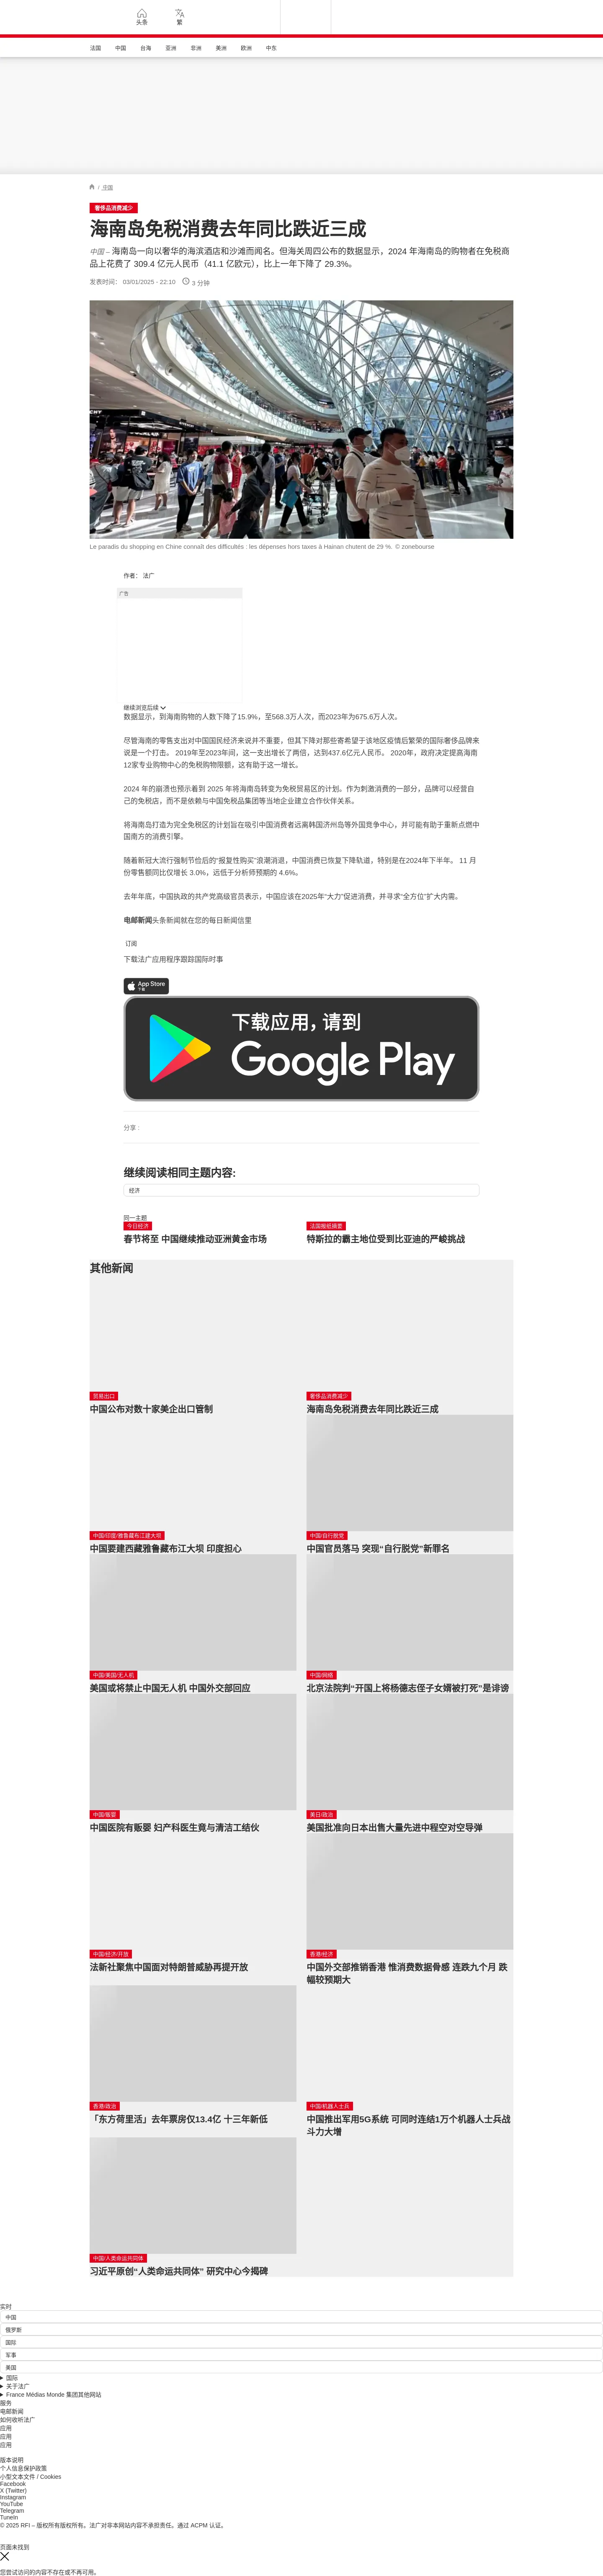 头条
繁
法国 中国 台海 亚洲 非洲 美洲 欧洲 中东
/ 中国
奢侈品消费减少
海南岛免税消费去年同比跌近三成
中国 – 海南岛一向以奢华的海滨酒店和沙滩而闻名。但海关周四公布的数据显示，2024 年海南岛的购物者在免税商
品上花费了 309.4 亿元人民币（41.1 亿欧元），比上一年下降了 29.3%。
发表时间： 03/01/2025 - 22:10 3 分钟
Le paradis du shopping en Chine connaît des difficultés : les dépenses hors taxes à Hainan chutent de 29 %. © zonebourse
作者： 法广
广告
继续浏览后续
数据显示，到海南购物的人数下降了15.9%，至568.3万人次，而2023年为675.6万人次。
尽管海南的零售支出对中国国民经济来说并不重要，但其下降对那些寄希望于该地区疫情后繁荣的国际奢侈品牌来
说是一个打击。 2019年至2023年间，这一支出增长了两倍，达到437.6亿元人民币。 2020年，政府决定提高海南
12家专业购物中心的免税购物限额，这有助于这一增长。
2024 年的崩溃也预示着到 2025 年将海南岛转变为免税贸易区的计划。作为刺激消费的一部分，品牌可以经营自
己的免税店，而不是依赖与中国免税品集团等当地企业建立合作伙伴关系。
将海南岛打造为完全免税区的计划旨在吸引中国消费者远离韩国济州岛等外国竞争中心，并可能有助于重新点燃中
国南方的消费引擎。
随着新冠大流行强制节俭后的“报复性购买”浪潮消退，中国消费已恢复下降轨道，特别是在2024年下半年。 11 月
份零售额同比仅增长 3.0%，远低于分析师预期的 4.6%。
去年年底，中国执政的共产党高级官员表示，中国应该在2025年“大力”促进消费，并寻求“全方位”扩大内需。
电邮新闻头条新闻就在您的每日新闻信里
订阅
下载法广应用程序跟踪国际时事
App Store
下载
下载应用，请到
Google Play
分享 :
继续阅读相同主题内容:
经济
同一主题
今日经济
春节将至 中国继续推动亚洲黄金市场
法国报纸摘要
特斯拉的霸主地位受到比亚迪的严峻挑战
其他新闻
贸易出口
中国公布对数十家美企出口管制
奢侈品消费减少
海南岛免税消费去年同比跌近三成
中国/印度/雅鲁藏布江建大坝
中国要建西藏雅鲁藏布江大坝 印度担心
中国/自行脱党
中国官员落马 突现“自行脱党”新罪名
中国/美国/无人机
美国或将禁止中国无人机 中国外交部回应
中国/网络
北京法院判“开国上将杨德志侄子女婿被打死”是诽谤
中国/贩婴
中国医院有贩婴 妇产科医生竟与清洁工结伙
美日/政治
美国批准向日本出售大量先进中程空对空导弹
中国/经济/开放
法新社聚焦中国面对特朗普威胁再提开放
香港/经济
中国外交部推销香港 惟消费数据骨感 连跌九个月 跌
幅较预期大
香港/政治
「东方荷里活」去年票房仅13.4亿 十三年新低
中国/机器人士兵
中国推出军用5G系统 可同时连结1万个机器人士兵战
斗力大增
中国/人类命运共同体
习近平原创“人类命运共同体” 研究中心今揭碑
实时
中国
俄罗斯
国际
军事
美国
国际
关于法广
France Médias Monde 集团其他网站
服务
电邮新闻
如何收听法广
应用
应用
应用
版本说明
个人信息保护政策
小型文本文件 / Cookies
Facebook
X (Twitter)
Instagram
YouTube
Telegram
TuneIn
© 2025 RFI – 版权所有版权所有。法广对非本网站内容不承担责任。通过 ACPM 认证。
页面未找到
您尝试访问的内容不存在或不再可用。